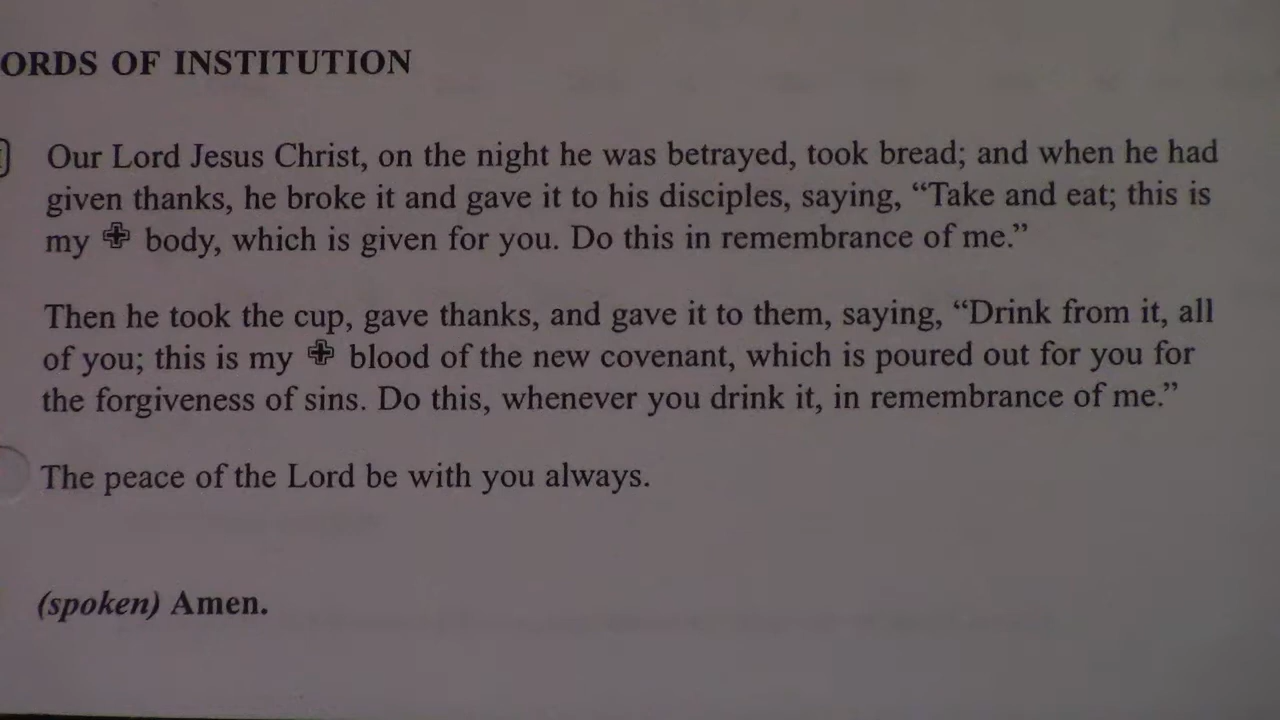 ORDS OF INSTITUTION
Our Lord Jesus Christ, on the night he was betrayed, took bread; and when he had
given thanks, he broke it and gave it to his disciples, saying, “Take and eat; this is
my ✠ body, which is given for you. Do this in remembrance of me.”
Then he took the cup, gave thanks, and gave it to them, saying, “Drink from it, all
of you; this is my ✠ blood of the new covenant, which is poured out for you for
the forgiveness of sins. Do this, whenever you drink it, in remembrance of me.”
The peace of the Lord be with you always.
(spoken) Amen.